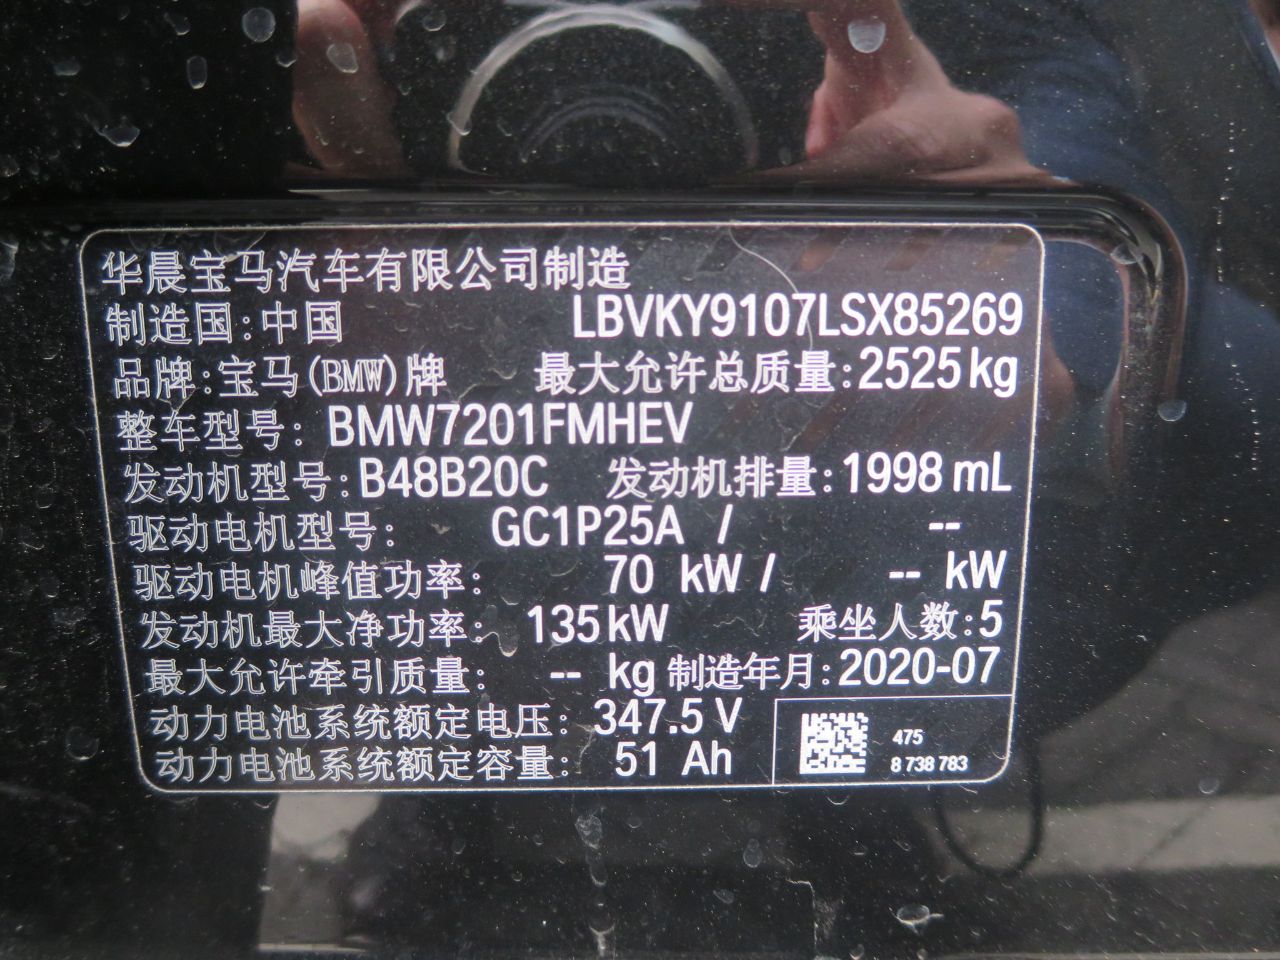 华晨宝马汽车有限公司制造
制造国:中国 LBVKY9107LSX85269
品牌:宝马(BMW)牌 最大允许总质量:2525kg
整车型号: BMW7201FMHEV
发动机型号:B48B20C 发动机排量:1998 mL
驱动电机型号: GC1P25A / --
驱动电机峰值功率: 70 kW / -- kW
发动机最大净功率: 135kW 乘坐人数:5
最大允许牵引质量: -- kg 制造年月:2020-07
动力电池系统额定电压: 347.5 V
动力电池系统额定容量: 51 Ah
475
8 738 783